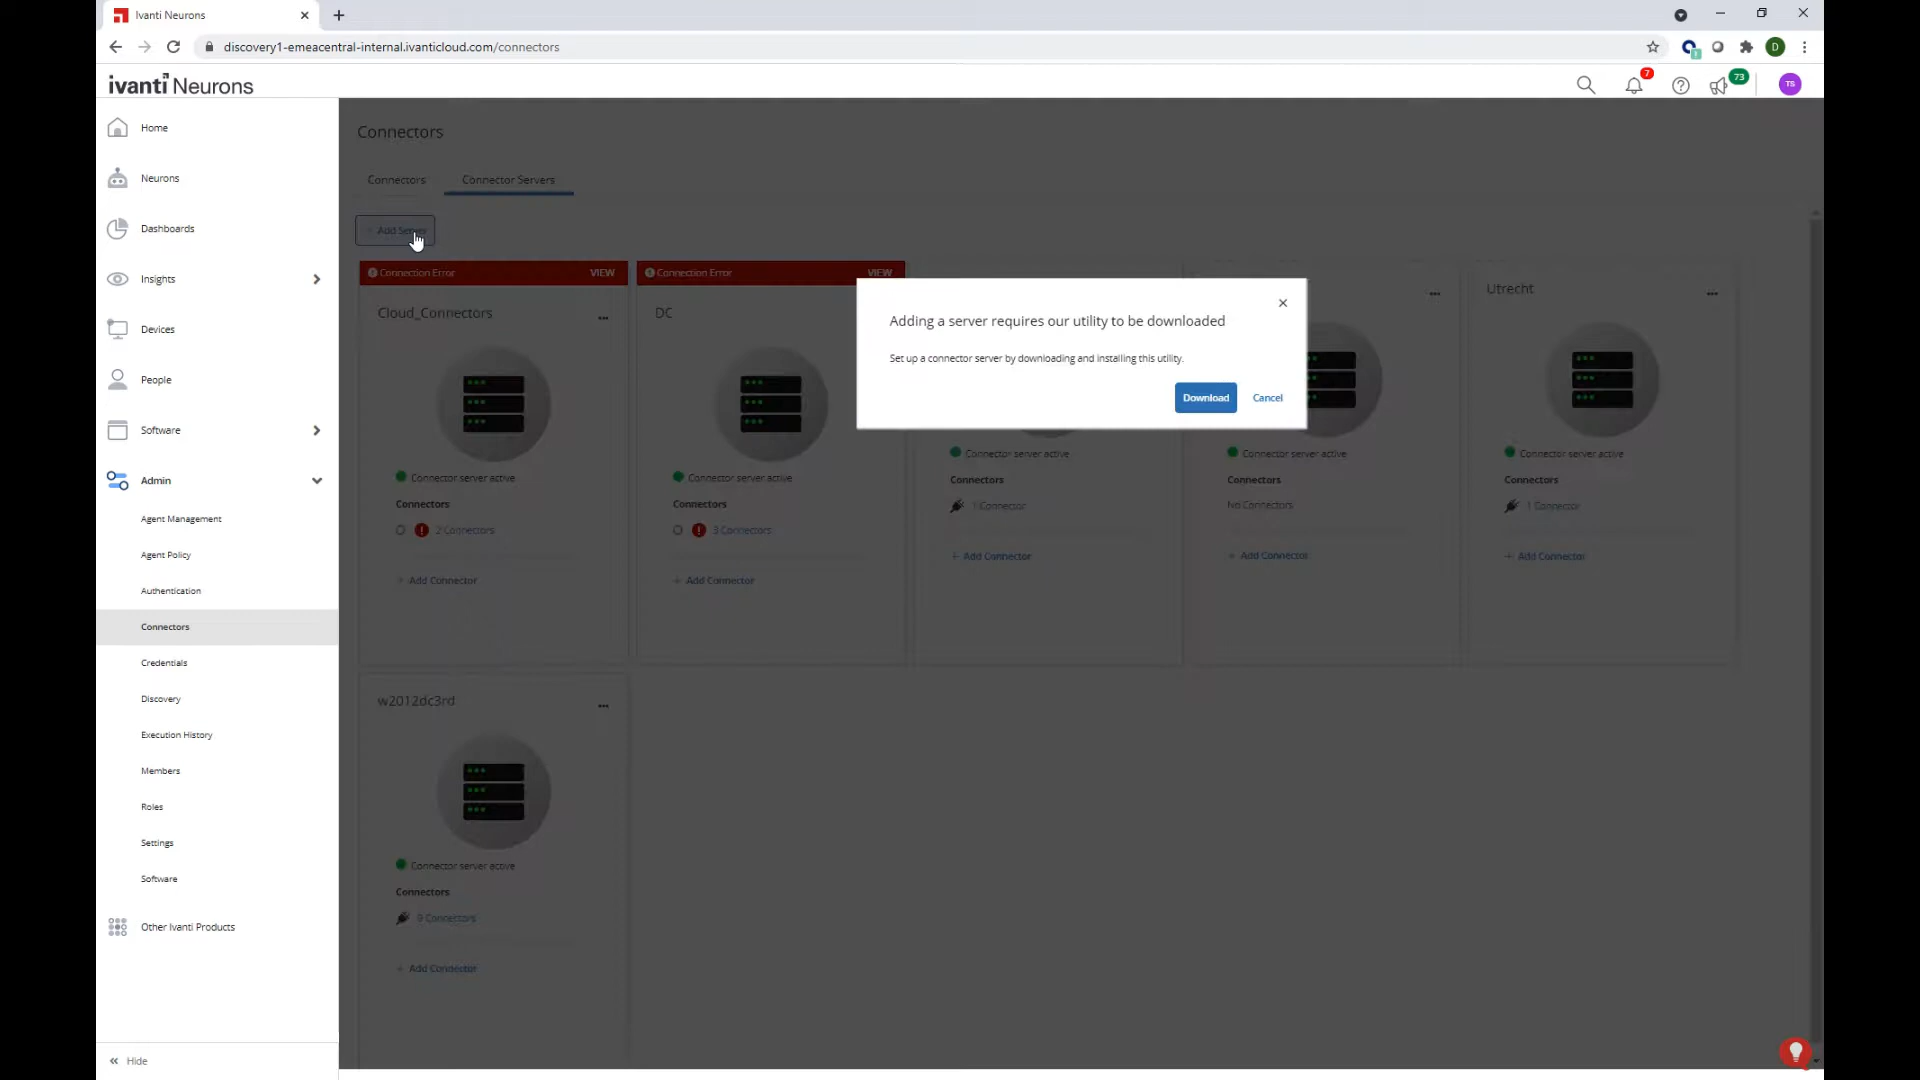 Ivanti Neurons
discovery1-emeacentral-internal.ivanticloud.com/connectors
D
ivanti Neurons
7
73
TS
Home
Neurons
Dashboards
Insights
Devices
People
Software
Admin
Agent Management
Agent Policy
Authentication
Connectors
Credentials
Discovery
Execution History
Members
Roles
Settings
Software
Other Ivanti Products
Hide
Connectors
Connectors Connector Servers
Add Server
Connection Error VIEW
Cloud_Connectors
Connector server active
Connectors
2 Connectors
+ Add Connector
Connection Error VIEW
DC
Connector server active
Connectors
3 Connectors
+ Add Connector
Connector server active
Connectors
1 Connector
+ Add Connector
Connector server active
Connectors
No Connectors
+ Add Connector
Utrecht
Connector server active
Connectors
1 Connector
+ Add Connector
w2012dc3rd
Connector server active
Connectors
9 Connectors
+ Add Connector
Adding a server requires our utility to be downloaded
Set up a connector server by downloading and installing this utility.
Download Cancel